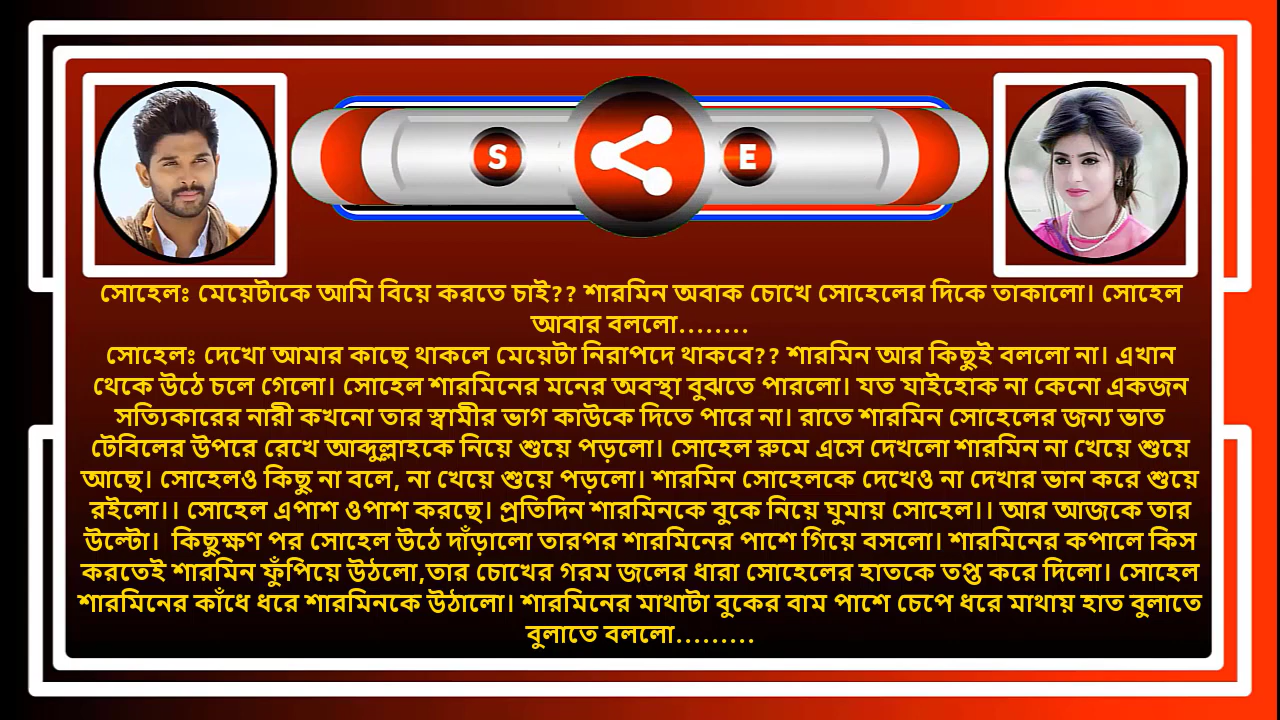 S E
সোহেলঃ মেয়েটাকে আমি বিয়ে করতে চাই?? শারমিন অবাক চোখে সোহেলের দিকে তাকালো। সোহেল
আবার বললো........
সোহেলঃ দেখো আমার কাছে থাকলে মেয়েটা নিরাপদে থাকবে?? শারমিন আর কিছুই বললো না। এখান
থেকে উঠে চলে গেলো। সোহেল শারমিনের মনের অবস্থা বুঝতে পারলো। যত যাইহোক না কেনো একজন
সত্যিকারের নারী কখনো তার স্বামীর ভাগ কাউকে দিতে পারে না। রাতে শারমিন সোহেলের জন্য ভাত
টেবিলের উপরে রেখে আব্দুল্লাহকে নিয়ে শুয়ে পড়লো। সোহেল রুমে এসে দেখলো শারমিন না খেয়ে শুয়ে
আছে। সোহেলও কিছু না বলে, না খেয়ে শুয়ে পড়লো। শারমিন সোহেলকে দেখেও না দেখার ভান করে শুয়ে
রইলো।। সোহেল এপাশ ওপাশ করছে। প্রতিদিন শারমিনকে বুকে নিয়ে ঘুমায় সোহেল।। আর আজকে তার
উল্টো। কিছুক্ষণ পর সোহেল উঠে দাঁড়ালো তারপর শারমিনের পাশে গিয়ে বসলো। শারমিনের কপালে কিস
করতেই শারমিন ফুঁপিয়ে উঠলো,তার চোখের গরম জলের ধারা সোহেলের হাতকে তপ্ত করে দিলো। সোহেল
শারমিনের কাঁধে ধরে শারমিনকে উঠালো। শারমিনের মাথাটা বুকের বাম পাশে চেপে ধরে মাথায় হাত বুলাতে
বুলাতে বললো.........